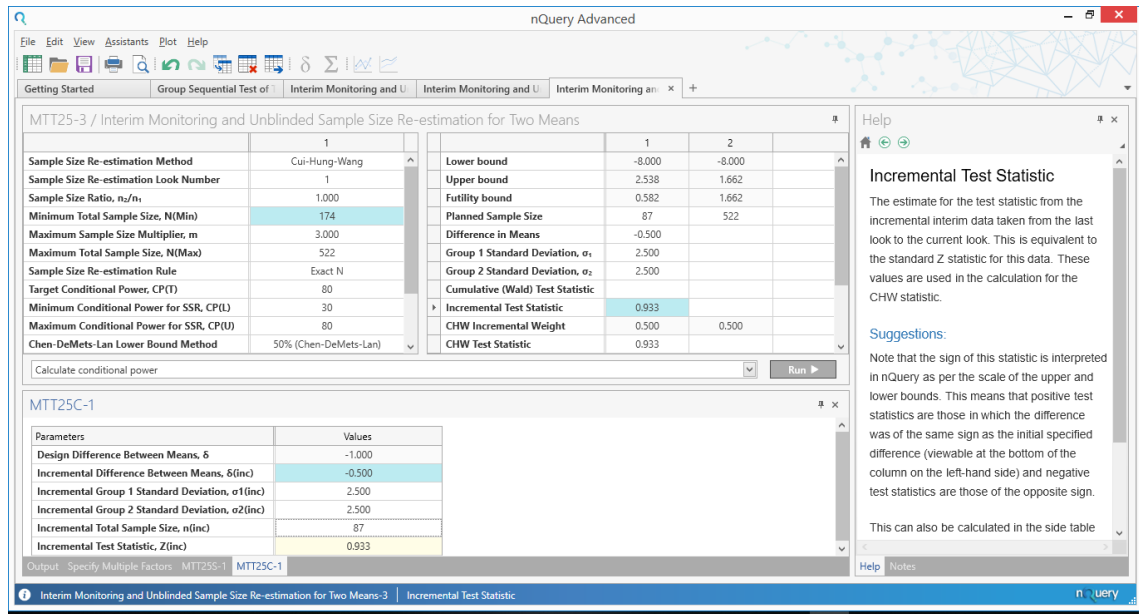 nQuery Advanced
File Edit View Assistants Plot Help
Getting Started Group Sequential Test of Interim Monitoring and U Interim Monitoring and U Interim Monitoring an × +
MTT25-3 / Interim Monitoring and Unblinded Sample Size Re-estimation for Two Means
1
Sample Size Re-estimation Method Cui-Hung-Wang
Sample Size Re-estimation Look Number 1
Sample Size Ratio, n₂/n₁ 1.000
Minimum Total Sample Size, N(Min) 174
Maximum Sample Size Multiplier, m 3.000
Maximum Total Sample Size, N(Max) 522
Sample Size Re-estimation Rule Exact N
Target Conditional Power, CP(T) 80
Minimum Conditional Power for SSR, CP(L) 30
Maximum Conditional Power for SSR, CP(U) 80
Chen-DeMets-Lan Lower Bound Method 50% (Chen-DeMets-Lan)
1 2
Lower bound -8.000 -8.000
Upper bound 2.538 1.662
Futility bound 0.582 1.662
Planned Sample Size 87 522
Difference in Means -0.500
Group 1 Standard Deviation, σ₁ 2.500
Group 2 Standard Deviation, σ₂ 2.500
Cumulative (Wald) Test Statistic
Incremental Test Statistic 0.933
CHW Incremental Weight 0.500 0.500
CHW Test Statistic 0.933
Calculate conditional power Run
MTT25C-1
Parameters Values
Design Difference Between Means, δ -1.000
Incremental Difference Between Means, δ(inc) -0.500
Incremental Group 1 Standard Deviation, σ1(inc) 2.500
Incremental Group 2 Standard Deviation, σ2(inc) 2.500
Incremental Total Sample Size, n(inc) 87
Incremental Test Statistic, Z(inc) 0.933
Output Specify Multiple Factors MTT25S-1 MTT25C-1
Help
Incremental Test Statistic
The estimate for the test statistic from the
incremental interim data taken from the last
look to the current look. This is equivalent to
the standard Z statistic for this data. These
values are used in the calculation for the
CHW statistic.
Suggestions:
Note that the sign of this statistic is interpreted
in nQuery as per the scale of the upper and
lower bounds. This means that positive test
statistics are those in which the difference
was of the same sign as the initial specified
difference (viewable at the bottom of the
column on the left-hand side) and negative
test statistics are those of the opposite sign.
This can also be calculated in the side table
Help Notes
Interim Monitoring and Unblinded Sample Size Re-estimation for Two Means-3 Incremental Test Statistic
nQuery